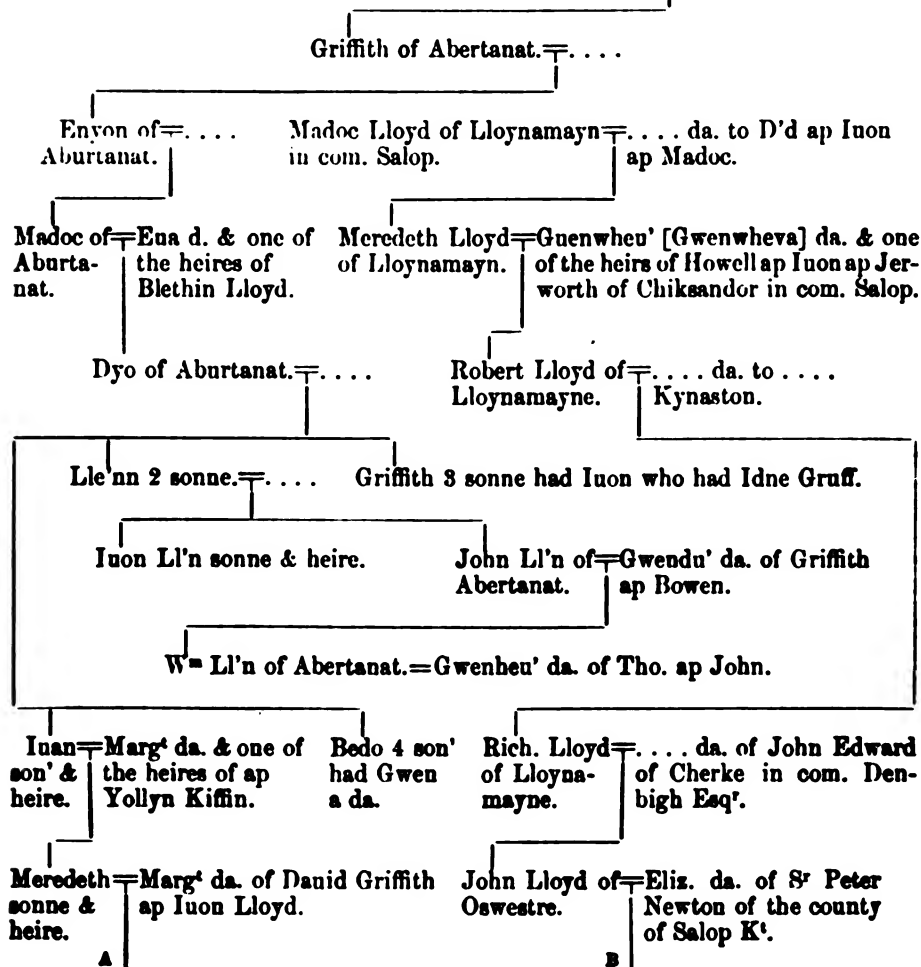 Griffith of Abertanat.=. . . .
Enyon of=. . . .
Aburtanat.
Madoc Lloyd of Lloynamayn=. . . . da. to D'd ap Iuon
in com. Salop. ap Madoc.
Madoc of=Eua d. & one of
Aburta- the heires of
nat. Blethin Lloyd.
Meredeth Lloyd=Guenwheu' [Gwenwheva] da. & one
of Lloynamayn. of the heirs of Howell ap Iuon ap Jer-
worth of Chiksandor in com. Salop.
Dyo of Aburtanat.=. . . .
Robert Lloyd of=. . . . da. to . . . .
Lloynamayne. Kynaston.
Lle'nn 2 sonne.=. . . . Griffith 3 sonne had Iuon who had Idne Gruff.
Iuon Ll'n sonne & heire.
John Ll'n of=Gwendu' da. of Griffith
Abertanat. ap Bowen.
Wm Ll'n of Abertanat.=Gwenheu' da. of Tho. ap John.
Iuan=Margt da. & one of
son' & the heires of ap
heire. Yollyn Kiffin.
Bedo 4 son'
had Gwen
a da.
Rich. Lloyd=. . . . da. of John Edward
of Lloyna- of Cherke in com. Den-
mayne. bigh Esqr.
Meredeth=Margt da. of Dauid Griffith
sonne & ap Iuon Lloyd.
heire.
John Lloyd of=Eliz. da. of Sr Peter
Oswestre. Newton of the county
of Salop Kt.
A B